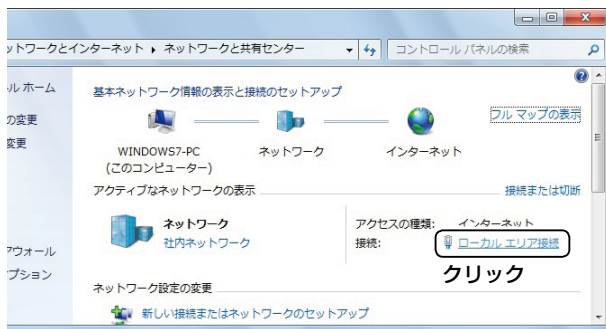 ットワークとインターネット ▸ ネットワークと共有センター
コントロール パネルの検索
ル ホーム
の変更
変更
アウォール
プション
基本ネットワーク情報の表示と接続のセットアップ
フル マップの表示
WINDOWS7-PC
(このコンピューター)
ネットワーク
インターネット
アクティブなネットワークの表示
接続または切断
ネットワーク
社内ネットワーク
アクセスの種類: インターネット
接続: ローカル エリア接続
クリック
ネットワーク設定の変更
新しい接続またはネットワークのセットアップ